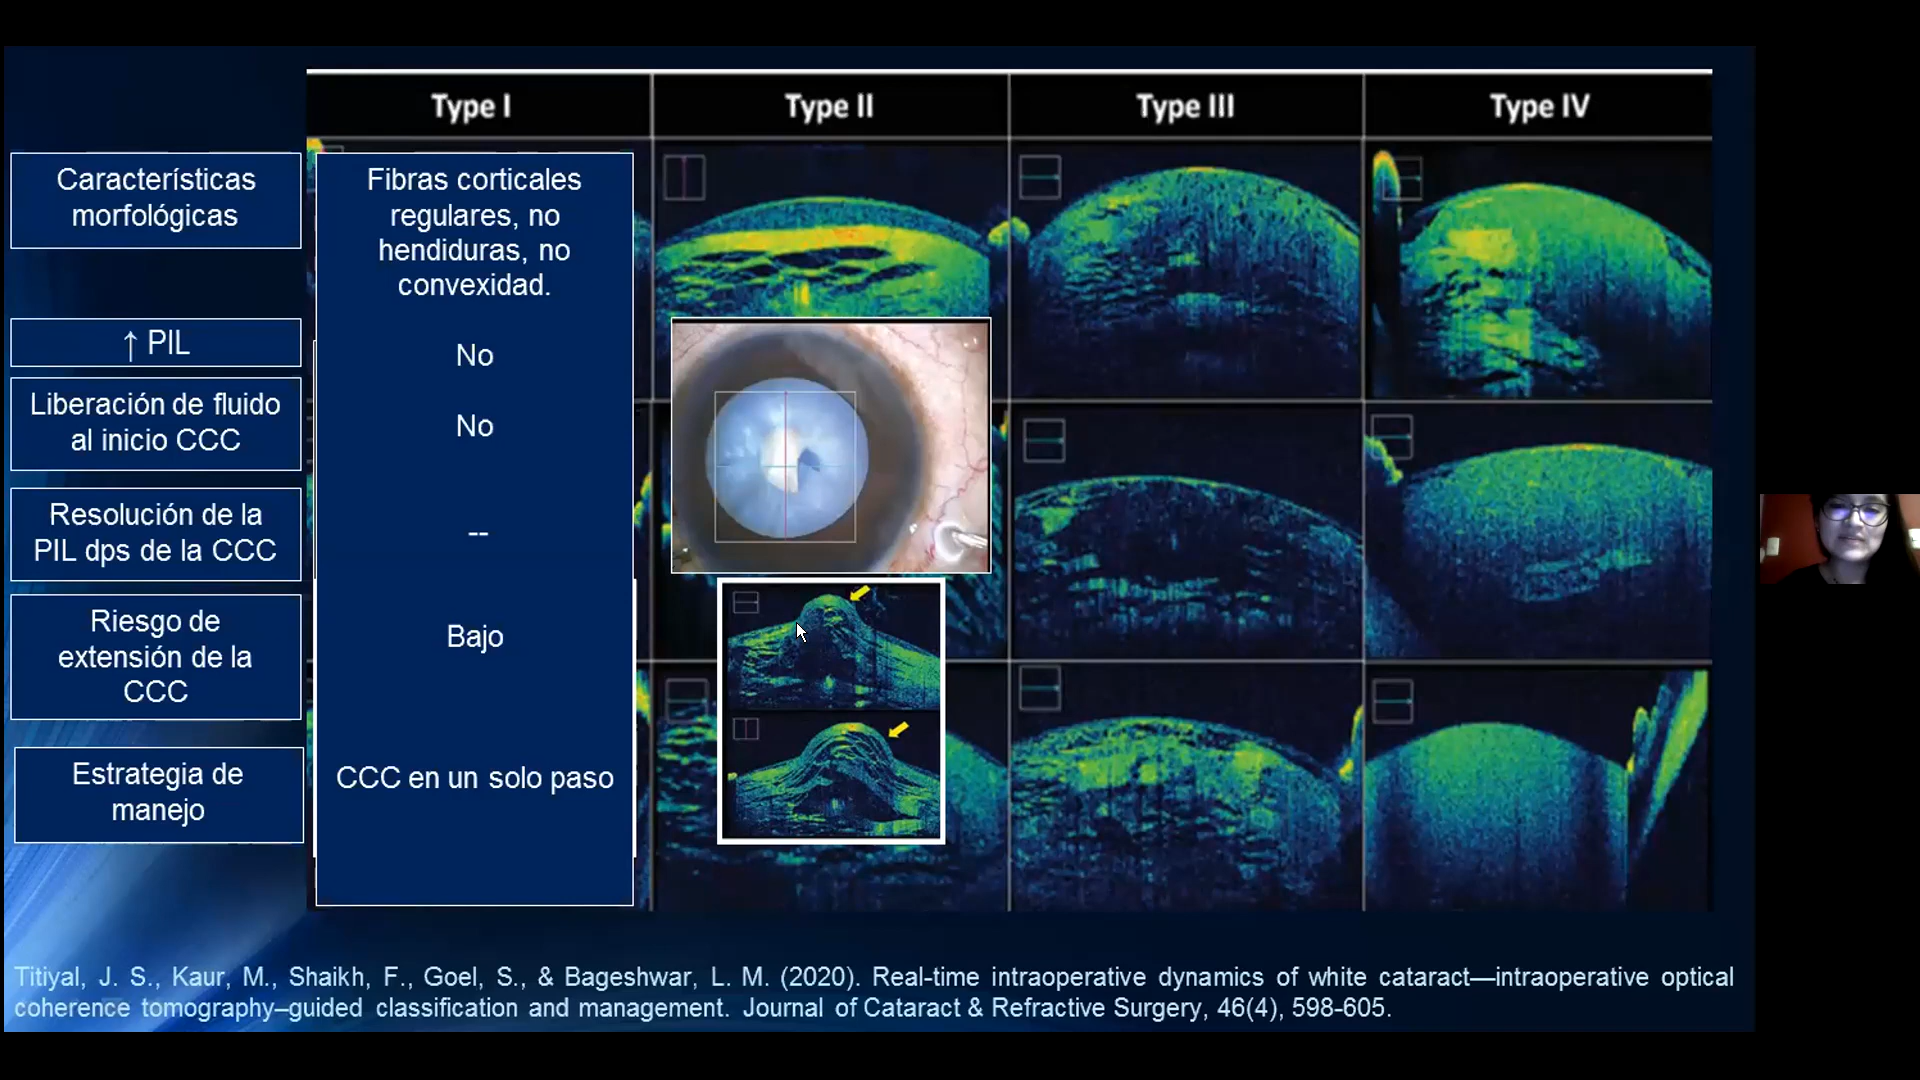 Type I
Type II
Type III
Type IV
Características
morfológicas
↑ PIL
Liberación de fluido
al inicio CCC
Resolución de la
PIL dps de la CCC
Riesgo de
extensión de la
CCC
Estrategia de
manejo
Fibras corticales
regulares, no
hendiduras, no
convexidad.
No
No
--
Bajo
CCC en un solo paso
Titiyal, J. S., Kaur, M., Shaikh, F., Goel, S., & Bageshwar, L. M. (2020). Real-time intraoperative dynamics of white cataract—intraoperative optical
coherence tomography–guided classification and management. Journal of Cataract & Refractive Surgery, 46(4), 598-605.